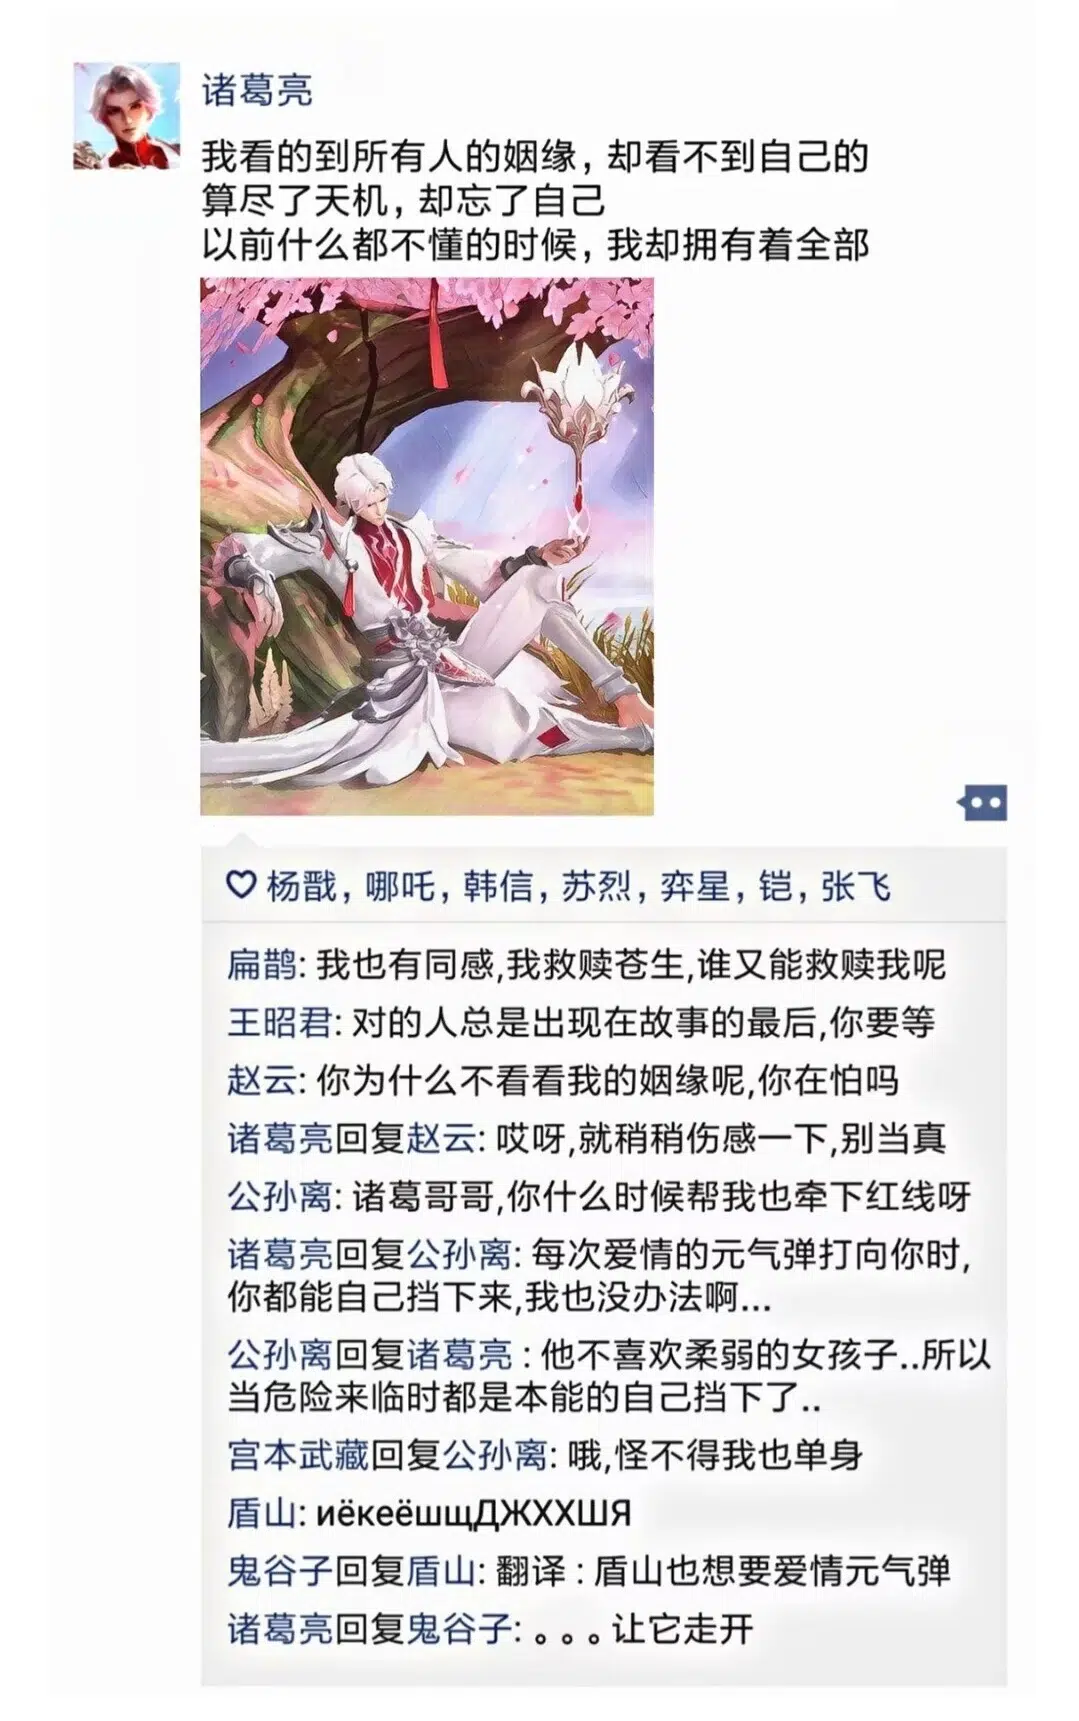 诸葛亮
我看的到所有人的姻缘，却看不到自己的
算尽了天机，却忘了自己
以前什么都不懂的时候，我却拥有着全部
杨戬，哪吒，韩信，苏烈，弈星，铠，张飞
扁鹊: 我也有同感,我救赎苍生,谁又能救赎我呢
王昭君: 对的人总是出现在故事的最后,你要等
赵云: 你为什么不看看我的姻缘呢,你在怕吗
诸葛亮回复赵云: 哎呀,就稍稍伤感一下,别当真
公孙离: 诸葛哥哥,你什么时候帮我也牵下红线呀
诸葛亮回复公孙离: 每次爱情的元气弹打向你时,
你都能自己挡下来,我也没办法啊...
公孙离回复诸葛亮 : 他不喜欢柔弱的女孩子..所以
当危险来临时都是本能的自己挡下了..
宫本武藏回复公孙离: 哦,怪不得我也单身
盾山: иёкеёшщДЖХХШЯ
鬼谷子回复盾山: 翻译 : 盾山也想要爱情元气弹
诸葛亮回复鬼谷子: 。。。让它走开